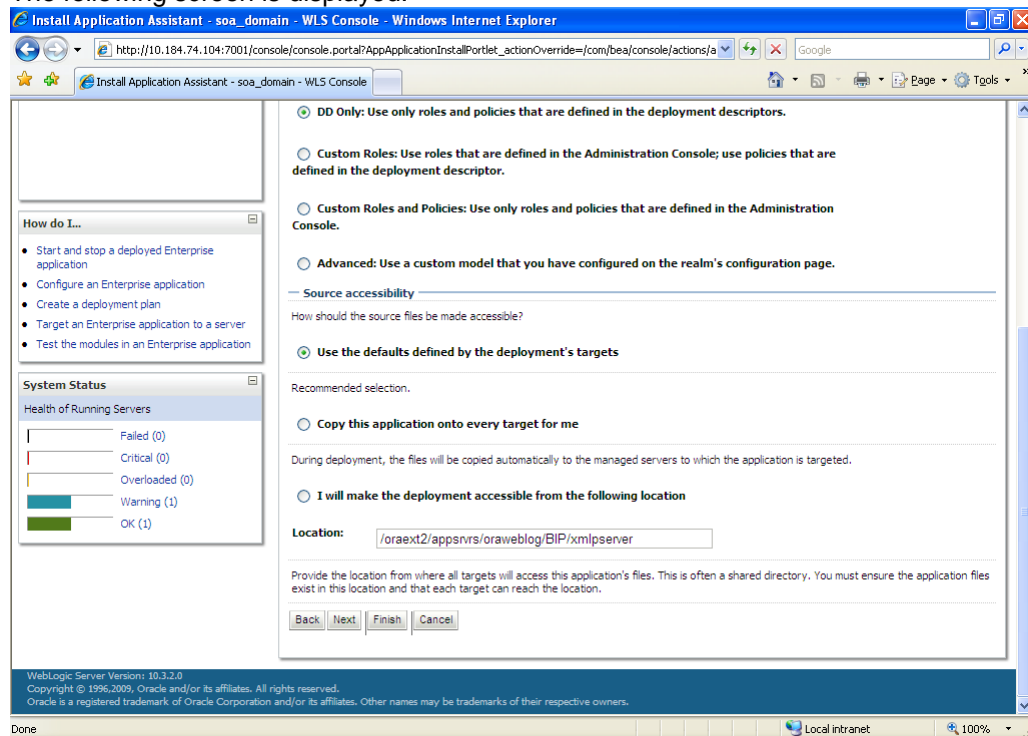 The following screen is displayed:
Install Application Assistant - soa_domain - WLS Console - Windows Internet Explorer
http://10.184.74.104:7001/console/console.portal?AppApplicationInstallPortlet_actionOverride=/com/bea/console/actions/a
Google
Install Application Assistant - soa_domain - WLS Console
Page
Tools
DD Only: Use only roles and policies that are defined in the deployment descriptors.
Custom Roles: Use roles that are defined in the Administration Console; use policies that are
defined in the deployment descriptor.
Custom Roles and Policies: Use only roles and policies that are defined in the Administration
Console.
Advanced: Use a custom model that you have configured on the realm's configuration page.
How do I...
Start and stop a deployed Enterprise
application
Configure an Enterprise application
Create a deployment plan
Target an Enterprise application to a server
Test the modules in an Enterprise application
System Status
Health of Running Servers
Failed (0)
Critical (0)
Overloaded (0)
Warning (1)
OK (1)
Source accessibility
How should the source files be made accessible?
Use the defaults defined by the deployment's targets
Recommended selection.
Copy this application onto every target for me
During deployment, the files will be copied automatically to the managed servers to which the application is targeted.
I will make the deployment accessible from the following location
Location: /oraext2/appsrvrs/oraweblog/BIP/xmlpserver
Provide the location from where all targets will access this application's files. This is often a shared directory. You must ensure the application files
exist in this location and that each target can reach the location.
Back Next Finish Cancel
WebLogic Server Version: 10.3.2.0
Copyright © 1996,2009, Oracle and/or its affiliates. All rights reserved.
Oracle is a registered trademark of Oracle Corporation and/or its affiliates. Other names may be trademarks of their respective owners.
Done
Local intranet
100%